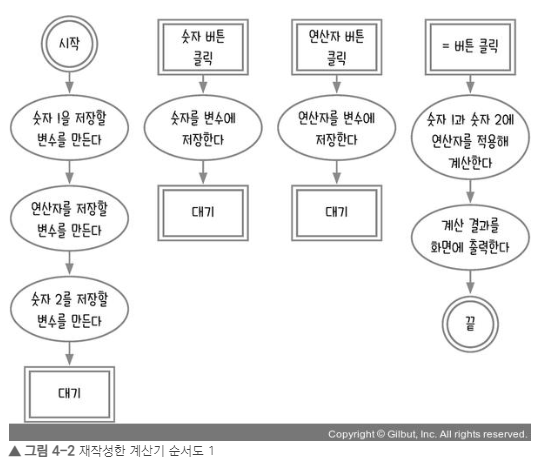 시작
숫자 1을 저장할
변수를 만든다
연산자를 저장할
변수를 만든다
숫자 2를 저장할
변수를 만든다
대기
숫자 버튼
클릭
숫자를 변수에
저장한다
대기
연산자 버튼
클릭
연산자를 변수에
저장한다
대기
= 버튼 클릭
숫자 1과 숫자 2에
연산자를 적용해
계산한다
계산 결과를
화면에 출력한다
끝
Copyright © Gilbut, Inc. All rights reserved.
▲ 그림 4-2 재작성한 계산기 순서도 1